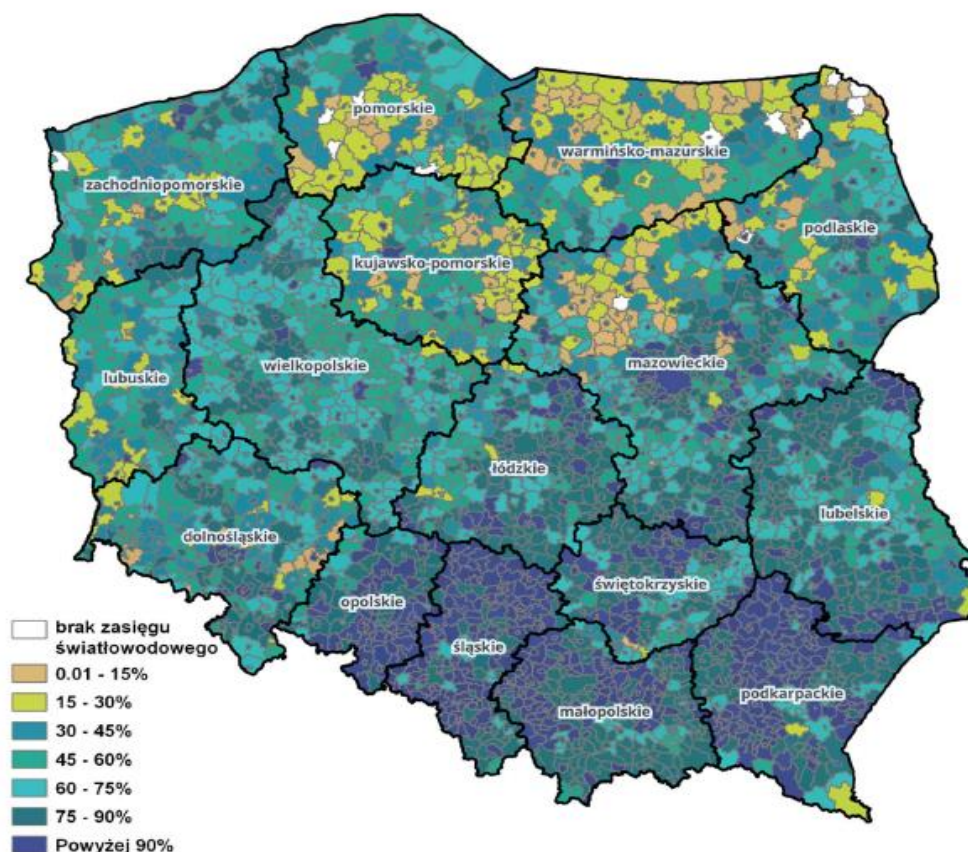 pomorskie
warmińsko-mazurskie
zachodniopomorskie
podlaskie
kujawsko-pomorskie
mazowieckie
wielkopolskie
lubuskie
łódzkie
lubelskie
dolnośląskie
świętokrzyskie
opolskie
śląskie
podkarpackie
małopolskie
brak zasięgu
światłowodowego
0.01 - 15%
15 - 30%
30 - 45%
45 - 60%
60 - 75%
75 - 90%
Powyżej 90%